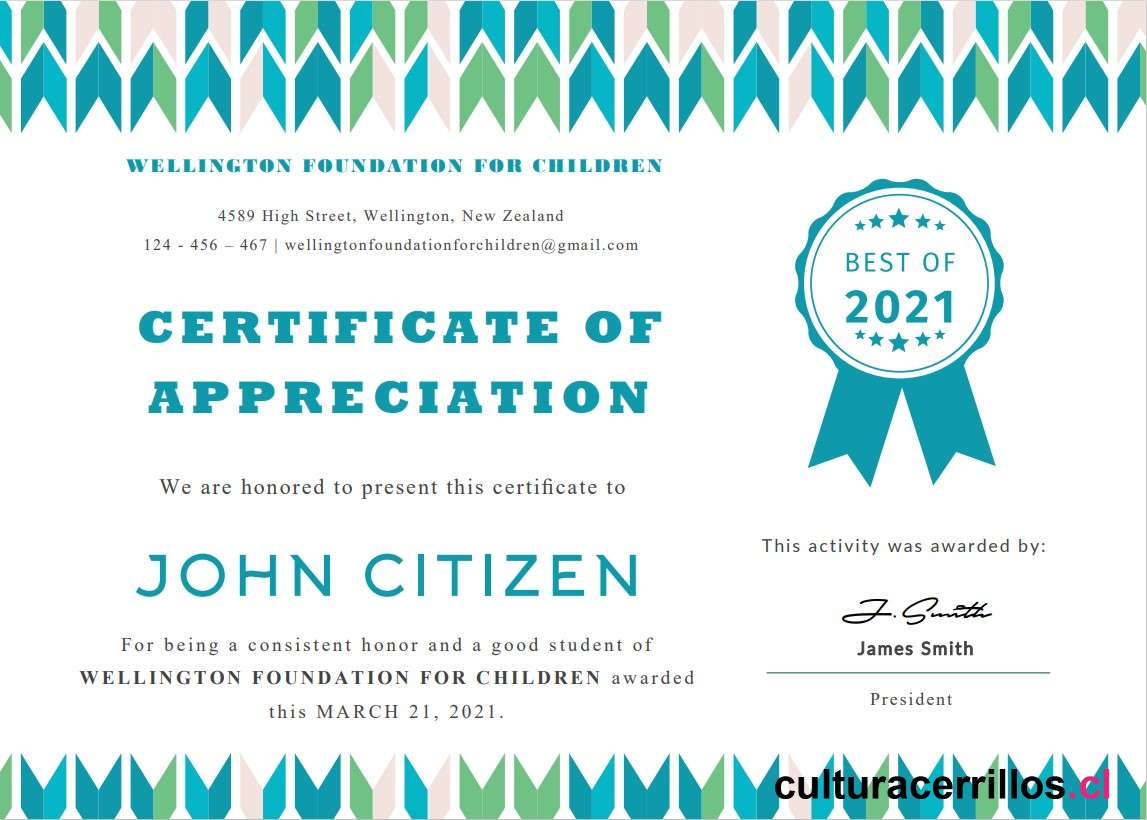 WELLINGTON FOUNDATION FOR CHILDREN
4589 High Street, Wellington, New Zealand
124 - 456 – 467 | wellingtonfoundationforchildren@gmail.com
CERTIFICATE OF
APPRECIATION
We are honored to present this certificate to
JOHN CITIZEN
For being a consistent honor and a good student of
WELLINGTON FOUNDATION FOR CHILDREN awarded
this MARCH 21, 2021.
BEST OF
2021
This activity was awarded by:
J. Smith
James Smith
President
culturacerrillos.cl